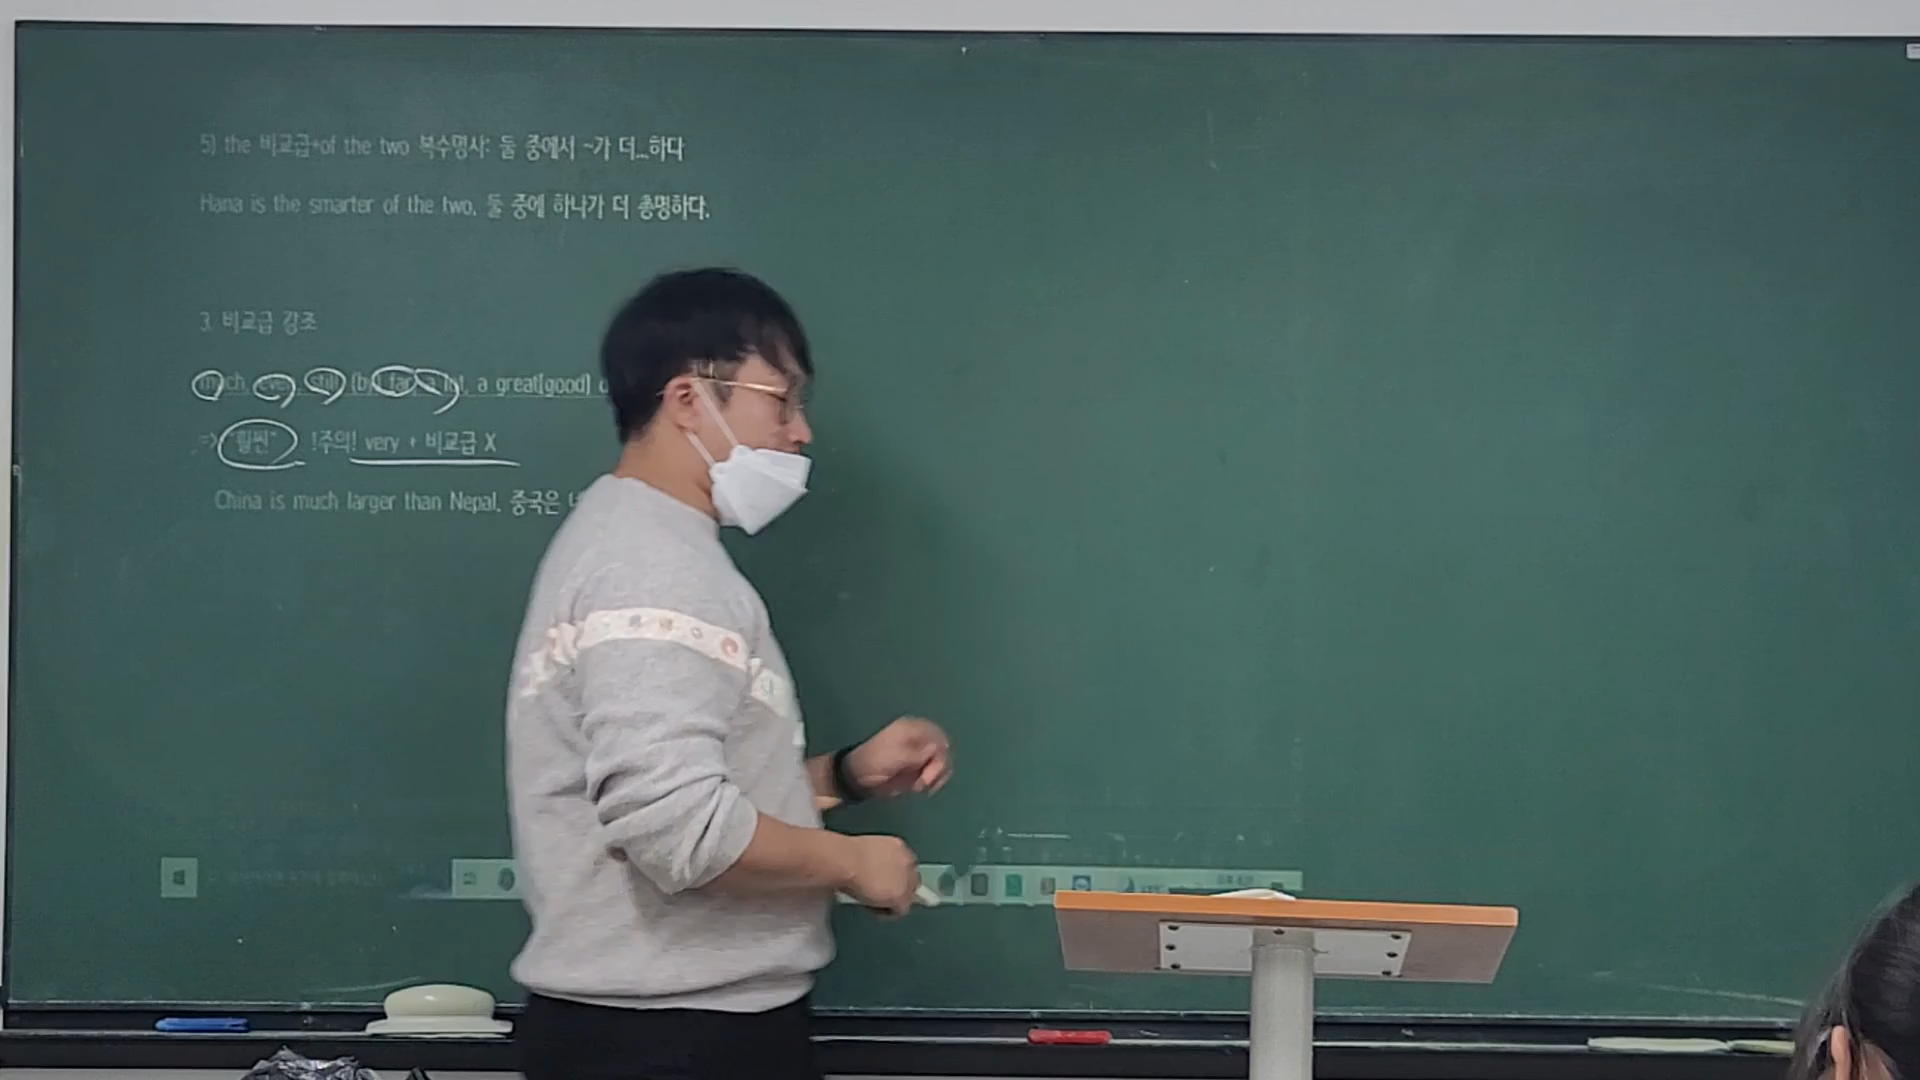 5) the 비교급+of the two 복수명사: 둘 중에서 ~가 더...하다
Hana is the smarter of the two. 둘 중에 하나가 더 총명하다.
3. 비교급 강조
much, even, still, (by) far, a lot, a great[good]
=> "훨씬" !주의! very + 비교급 X
China is much larger than Nepal. 중국은